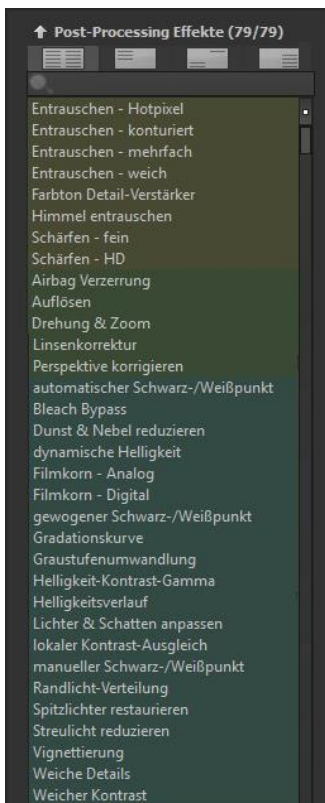 Post-Processing Effekte (79/79)
Entrauschen - Hotpixel
Entrauschen - konturiert
Entrauschen - mehrfach
Entrauschen - weich
Farbton Detail-Verstärker
Himmel entrauschen
Schärfen - fein
Schärfen - HD
Airbag Verzerrung
Auflösen
Drehung & Zoom
Linsenkorrektur
Perspektive korrigieren
automatischer Schwarz-/Weißpunkt
Bleach Bypass
Dunst & Nebel reduzieren
dynamische Helligkeit
Filmkorn - Analog
Filmkorn - Digital
gewogener Schwarz-/Weißpunkt
Gradationskurve
Graustufenumwandlung
Helligkeit-Kontrast-Gamma
Helligkeitsverlauf
Lichter & Schatten anpassen
lokaler Kontrast-Ausgleich
manueller Schwarz-/Weißpunkt
Randlicht-Verteilung
Spitzlichter restaurieren
Streulicht reduzieren
Vignettierung
Weiche Details
Weicher Kontrast